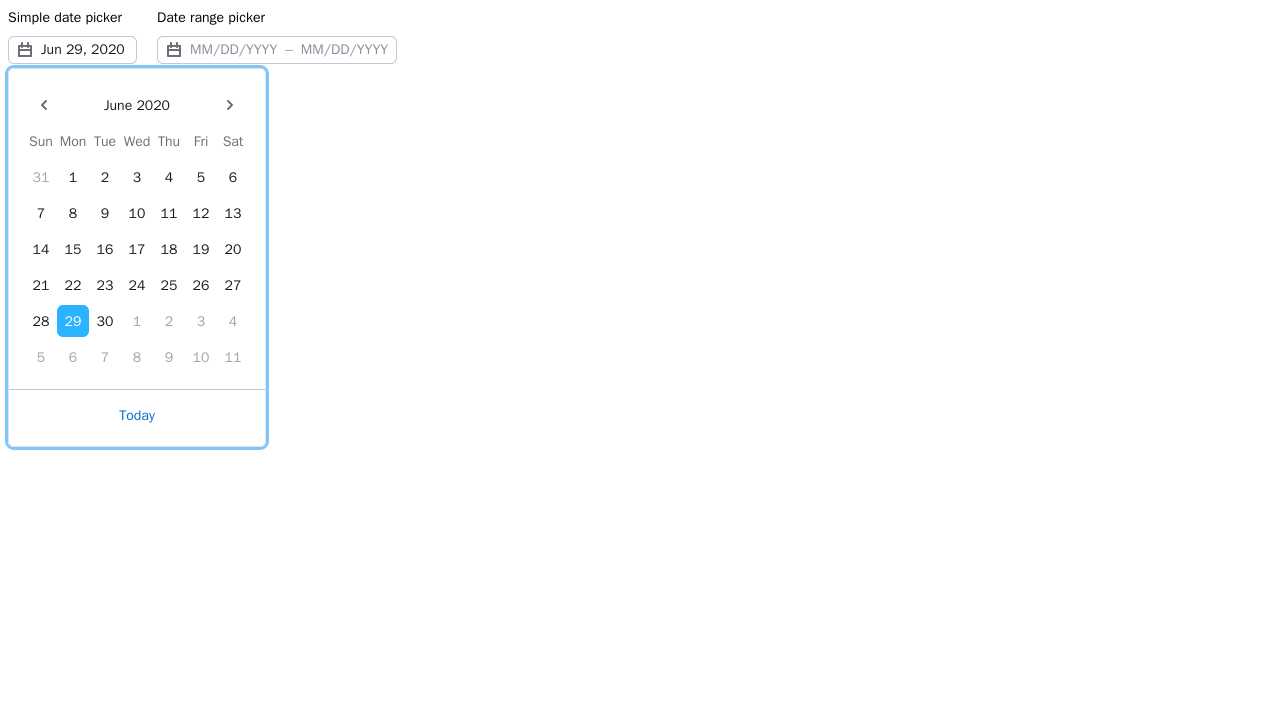 Simple date picker Date range picker
Jun 29, 2020 MM/DD/YYYY – MM/DD/YYYY
June 2020
Sun Mon Tue Wed Thu Fri Sat
31 1 2 3 4 5 6
7 8 9 10 11 12 13
14 15 16 17 18 19 20
21 22 23 24 25 26 27
28 29 30 1 2 3 4
5 6 7 8 9 10 11
Today